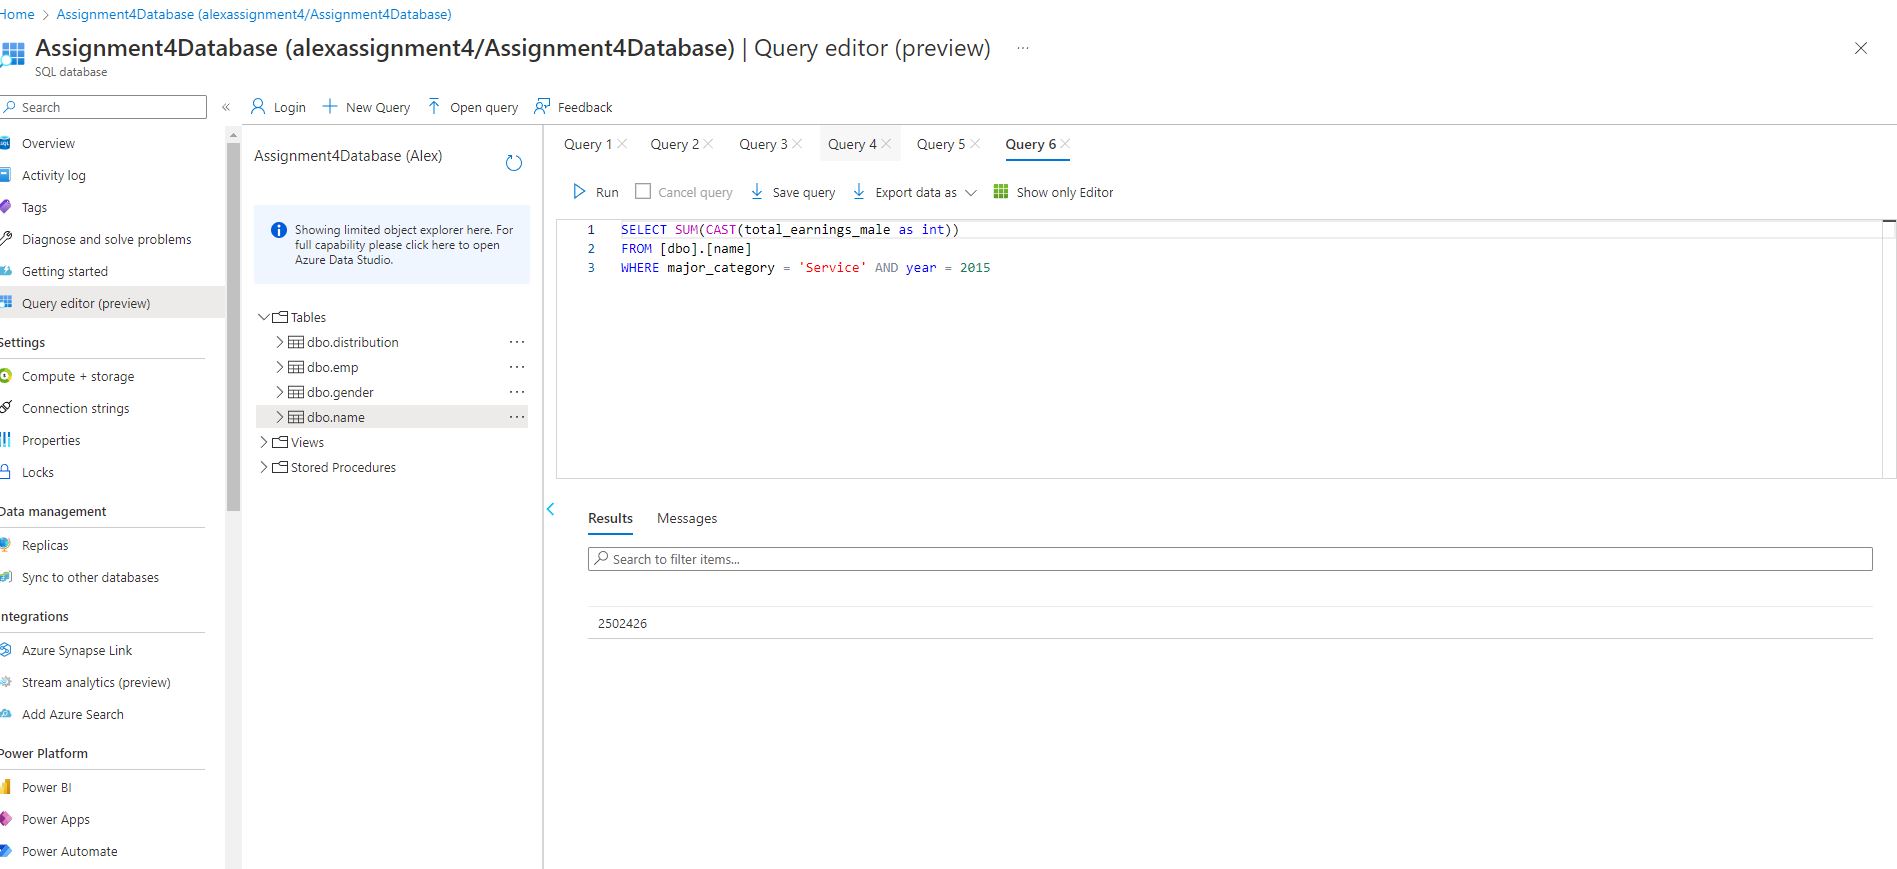 Home > Assignment4Database (alexassignment4/Assignment4Database)
Assignment4Database (alexassignment4/Assignment4Database) | Query editor (preview) ...
SQL database
Search
«
Login
New Query
Open query
Feedback
Overview
Activity log
Tags
Diagnose and solve problems
Getting started
Query editor (preview)
Settings
Compute + storage
Connection strings
Properties
Locks
Data management
Replicas
Sync to other databases
Integrations
Azure Synapse Link
Stream analytics (preview)
Add Azure Search
Power Platform
Power BI
Power Apps
Power Automate
Assignment4Database (Alex)
Showing limited object explorer here. For
full capability please click here to open
Azure Data Studio.
Tables
dbo.distribution ...
dbo.emp ...
dbo.gender ...
dbo.name ...
Views
Stored Procedures
Query 1
Query 2
Query 3
Query 4
Query 5
Query 6
Run
Cancel query
Save query
Export data as
Show only Editor
1 SELECT SUM(CAST(total_earnings_male as int))
2 FROM [dbo].[name]
3 WHERE major_category = 'Service' AND year = 2015
Results
Messages
Search to filter items...
2502426